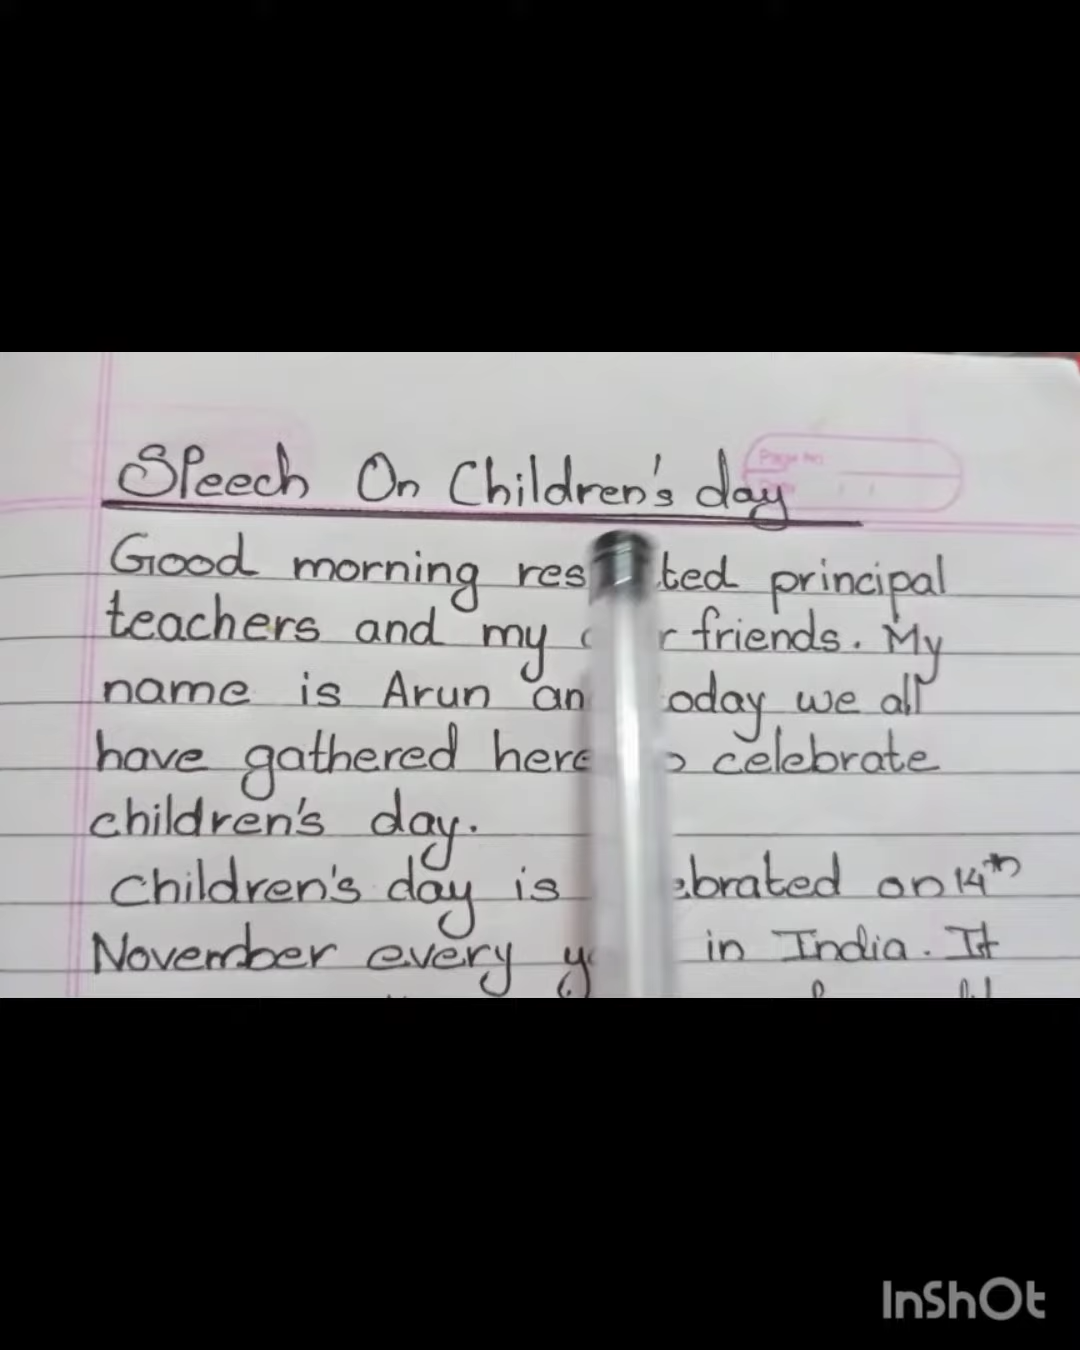 Speech On Children's day
Page No.
Good morning res ted principal
teachers and my friends. My
name is Arun an oday we all
have gathered here celebrate
children's day.
Children's day is ebrated on 14th
November every in India. It
InShOt